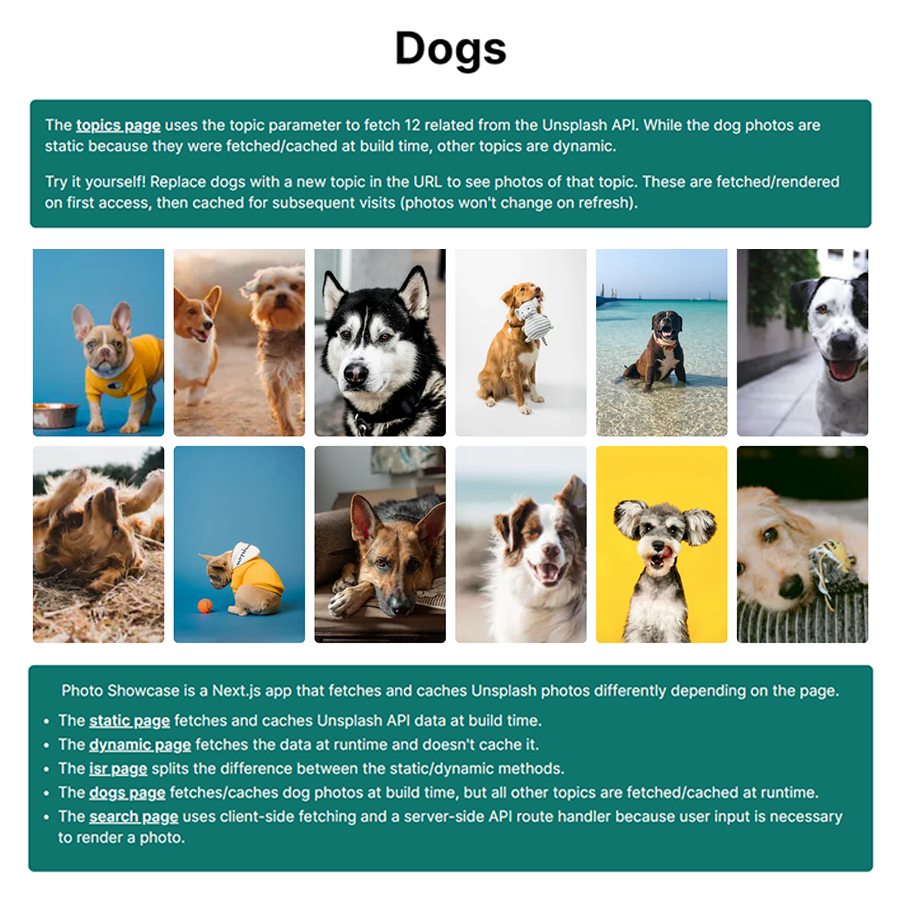 Dogs
The topics page uses the topic parameter to fetch 12 related from the Unsplash API. While the dog photos are
static because they were fetched/cached at build time, other topics are dynamic.
Try it yourself! Replace dogs with a new topic in the URL to see photos of that topic. These are fetched/rendered
on first access, then cached for subsequent visits (photos won't change on refresh).
Photo Showcase is a Next.js app that fetches and caches Unsplash photos differently depending on the page.
• The static page fetches and caches Unsplash API data at build time.
• The dynamic page fetches the data at runtime and doesn't cache it.
• The isr page splits the difference between the static/dynamic methods.
• The dogs page fetches/caches dog photos at build time, but all other topics are fetched/cached at runtime.
• The search page uses client-side fetching and a server-side API route handler because user input is necessary
to render a photo.